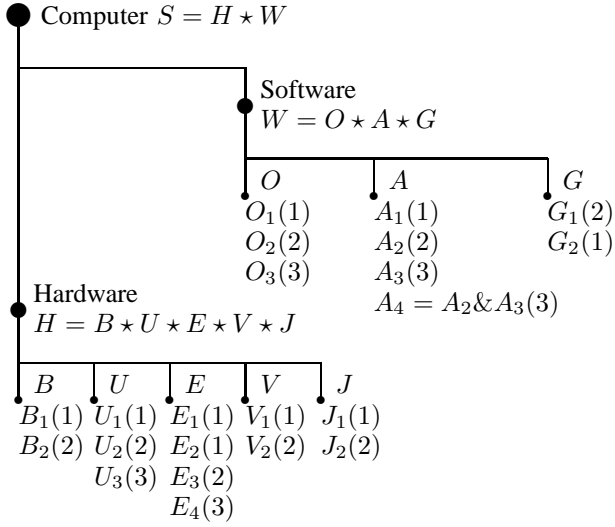 Computer S = H ⋆ W
Software
W = O ⋆ A ⋆ G
O A G
O₁(1) A₁(1) G₁(2)
O₂(2) A₂(2) G₂(1)
O₃(3) A₃(3)
A₄ = A₂&A₃(3)
Hardware
H = B ⋆ U ⋆ E ⋆ V ⋆ J
B U E V J
B₁(1) U₁(1) E₁(1) V₁(1) J₁(1)
B₂(2) U₂(2) E₂(1) V₂(2) J₂(2)
U₃(3) E₃(2)
E₄(3)